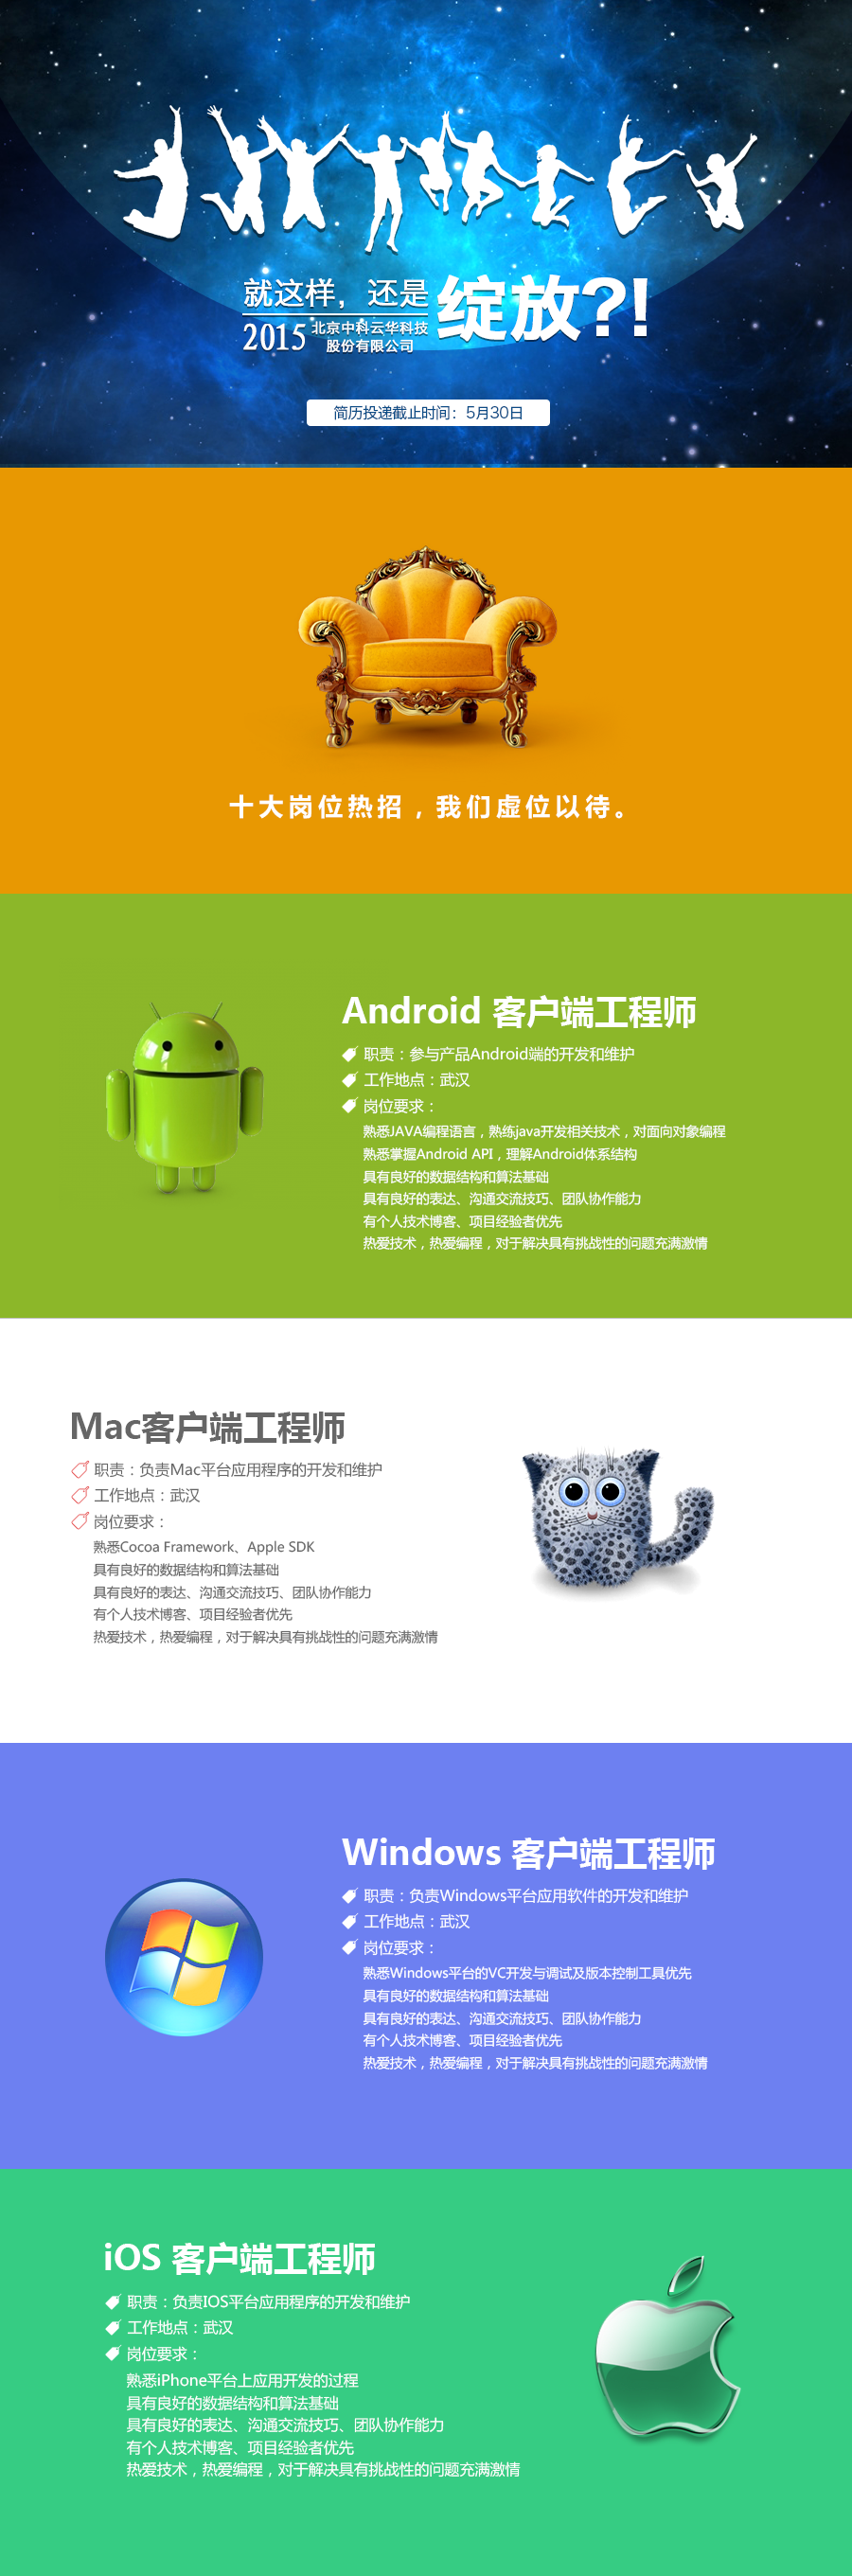 就这样，还是
绽放?!
2015 北京中科云华科技
股份有限公司
简历投递截止时间：5月30日
十大岗位热招，我们虚位以待。
Android 客户端工程师
职责：参与产品Android端的开发和维护
工作地点：武汉
岗位要求：
熟悉JAVA编程语言，熟练java开发相关技术，对面向对象编程
熟悉掌握Android API，理解Android体系结构
具有良好的数据结构和算法基础
具有良好的表达、沟通交流技巧、团队协作能力
有个人技术博客、项目经验者优先
热爱技术，热爱编程，对于解决具有挑战性的问题充满激情
Mac客户端工程师
职责：负责Mac平台应用程序的开发和维护
工作地点：武汉
岗位要求：
熟悉Cocoa Framework、Apple SDK
具有良好的数据结构和算法基础
具有良好的表达、沟通交流技巧、团队协作能力
有个人技术博客、项目经验者优先
热爱技术，热爱编程，对于解决具有挑战性的问题充满激情
Windows 客户端工程师
职责：负责Windows平台应用软件的开发和维护
工作地点：武汉
岗位要求：
熟悉Windows平台的VC开发与调试及版本控制工具优先
具有良好的数据结构和算法基础
具有良好的表达、沟通交流技巧、团队协作能力
有个人技术博客、项目经验者优先
热爱技术，热爱编程，对于解决具有挑战性的问题充满激情
iOS 客户端工程师
职责：负责IOS平台应用程序的开发和维护
工作地点：武汉
岗位要求：
熟悉iPhone平台上应用开发的过程
具有良好的数据结构和算法基础
具有良好的表达、沟通交流技巧、团队协作能力
有个人技术博客、项目经验者优先
热爱技术，热爱编程，对于解决具有挑战性的问题充满激情